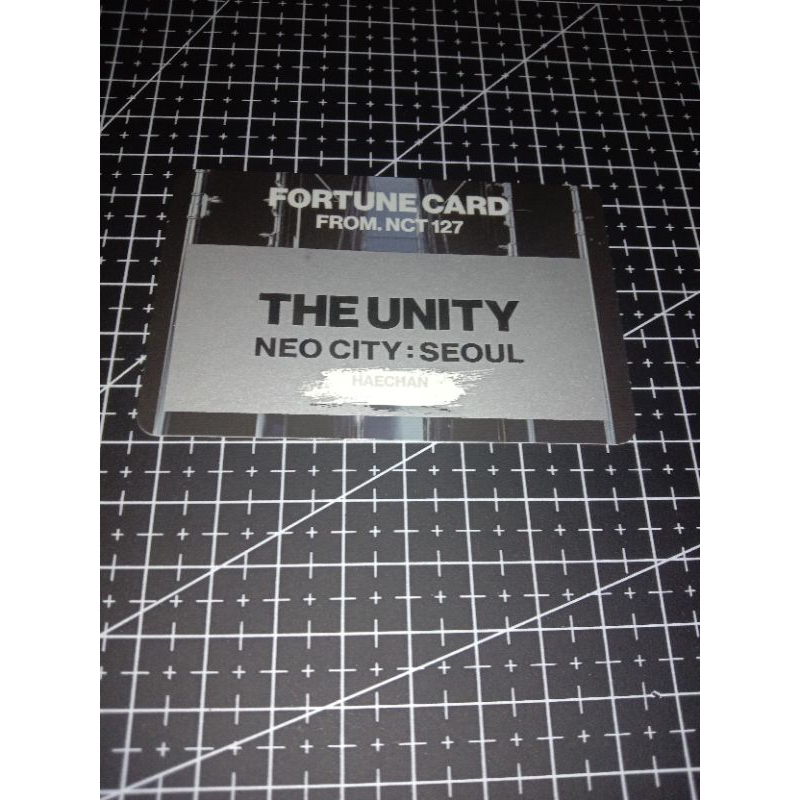 FORTUNE CARD
FROM. NCT 127
THE UNITY
NEO CITY : SEOUL
HAECHAN